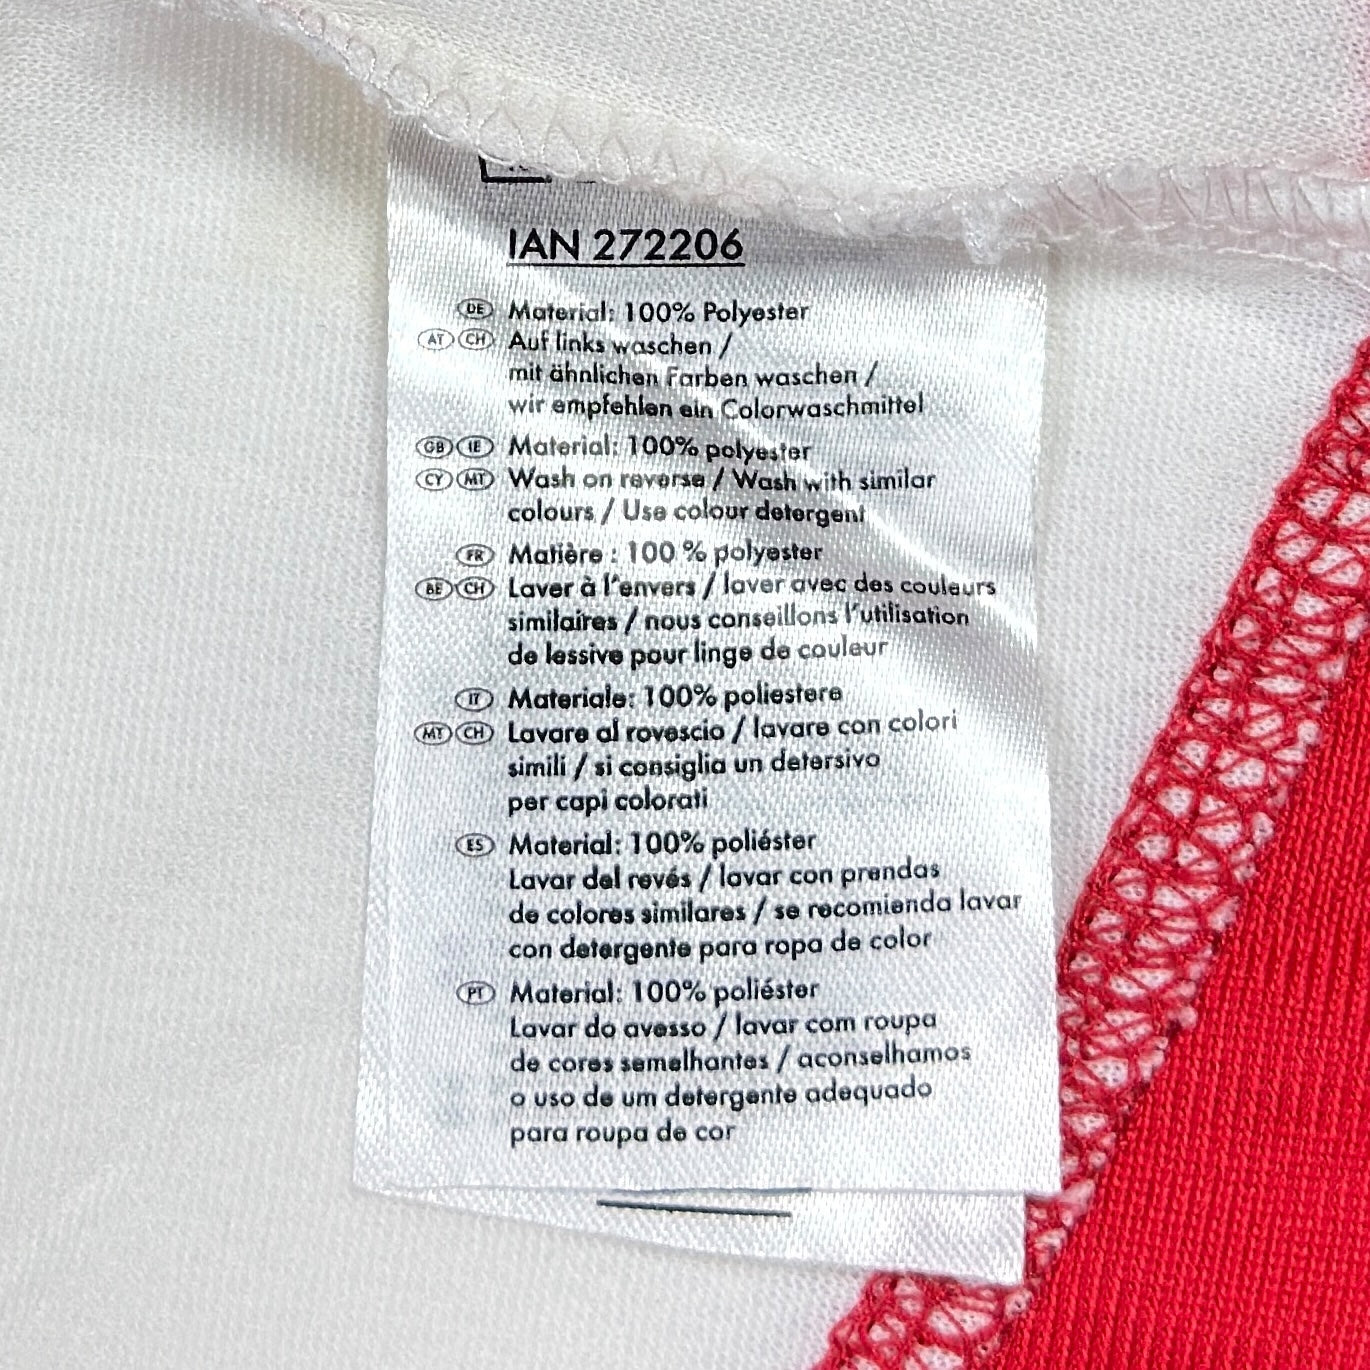 IAN 272206
DE Material: 100% Polyester
AT CH Auf links waschen /
mit ähnlichen Farben waschen /
wir empfehlen ein Colorwaschmittel
GB IE Material: 100% polyester
CY MT Wash on reverse / Wash with similar
colours / Use colour detergent
FR Matière : 100 % polyester
BE CH Laver à l'envers / laver avec des couleurs
similaires / nous conseillons l'utilisation
de lessive pour linge de couleur
IT Materiale: 100% poliestere
MT CH Lavare al rovescio / lavare con colori
simili / si consiglia un detersivo
per capi colorati
ES Material: 100% poliéster
Lavar del revés / lavar con prendas
de colores similares / se recomienda lavar
con detergente para ropa de color
PT Material: 100% poliéster
Lavar do avesso / lavar com roupa
de cores semelhantes / aconselhamos
o uso de um detergente adequado
para roupa de cor